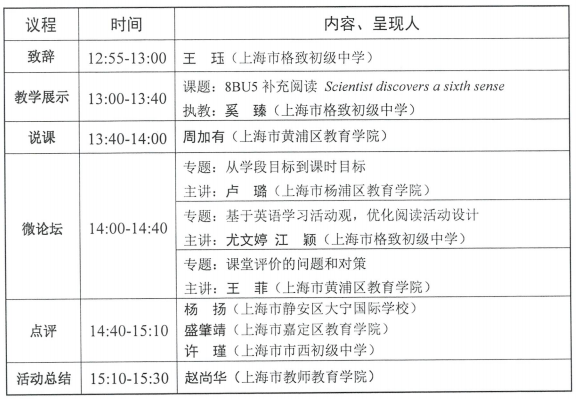 议程 时间 内容、呈现人
致辞 12:55-13:00 王 珏（上海市格致初级中学）
教学展示 13:00-13:40 课题：8BU5 补充阅读 Scientist discovers a sixth sense
执教：奚 臻（上海市格致初级中学）
说课 13:40-14:00 周加有（上海市黄浦区教育学院）
微论坛 14:00-14:40 专题：从学段目标到课时目标
主讲：卢 璐（上海市杨浦区教育学院）
专题：基于英语学习活动观，优化阅读活动设计
主讲：尤文婷 江 颖（上海市格致初级中学）
专题：课堂评价的问题和对策
主讲：王 菲（上海市黄浦区教育学院）
点评 14:40-15:10 杨 扬（上海市静安区大宁国际学校）
盛肇靖（上海市嘉定区教育学院）
许 瑾（上海市市西初级中学）
活动总结 15:10-15:30 赵尚华（上海市教师教育学院）